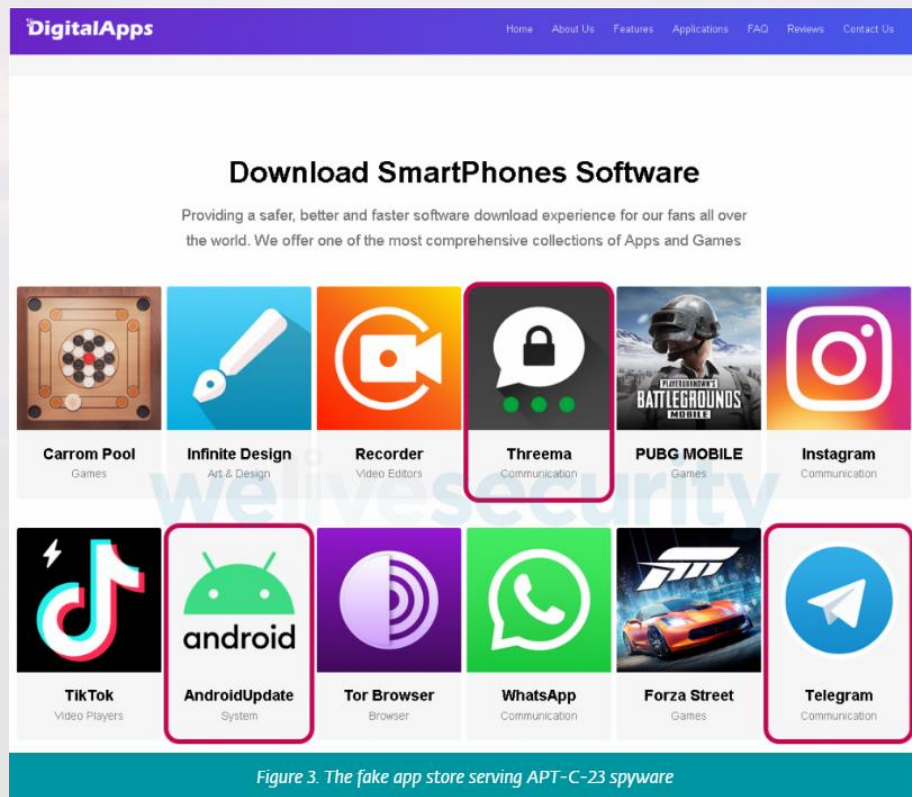 DigitalApps
Home About Us Features Applications FAQ Reviews Contact Us
Download SmartPhones Software
Providing a safer, better and faster software download experience for our fans all over
the world. We offer one of the most comprehensive collections of Apps and Games
PLAYERUNKNOWN'S
BATTLEGROUNDS
MOBILE
Carrom Pool Infinite Design Recorder Threema PUBG MOBILE Instagram
Games Art & Design Video Editors Communication Games Communication
welivesecurity
android
TikTok AndroidUpdate Tor Browser WhatsApp Forza Street Telegram
Video Players System Browser Communication Games Communication
Figure 3. The fake app store serving APT-C-23 spyware